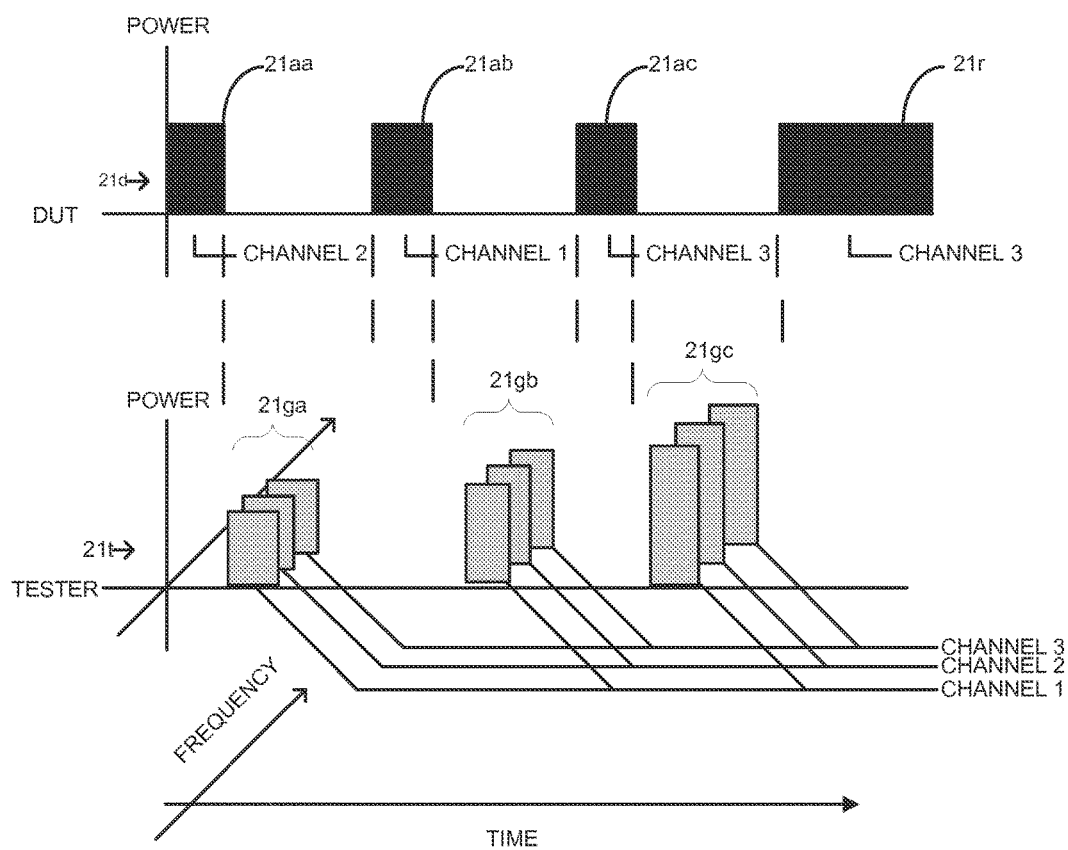 POWER
21aa
21ab
21ac
21r
21d
DUT
CHANNEL 2
CHANNEL 1
CHANNEL 3
CHANNEL 3
POWER
21ga
21gb
21gc
21t
TESTER
CHANNEL 3
CHANNEL 2
CHANNEL 1
FREQUENCY
TIME